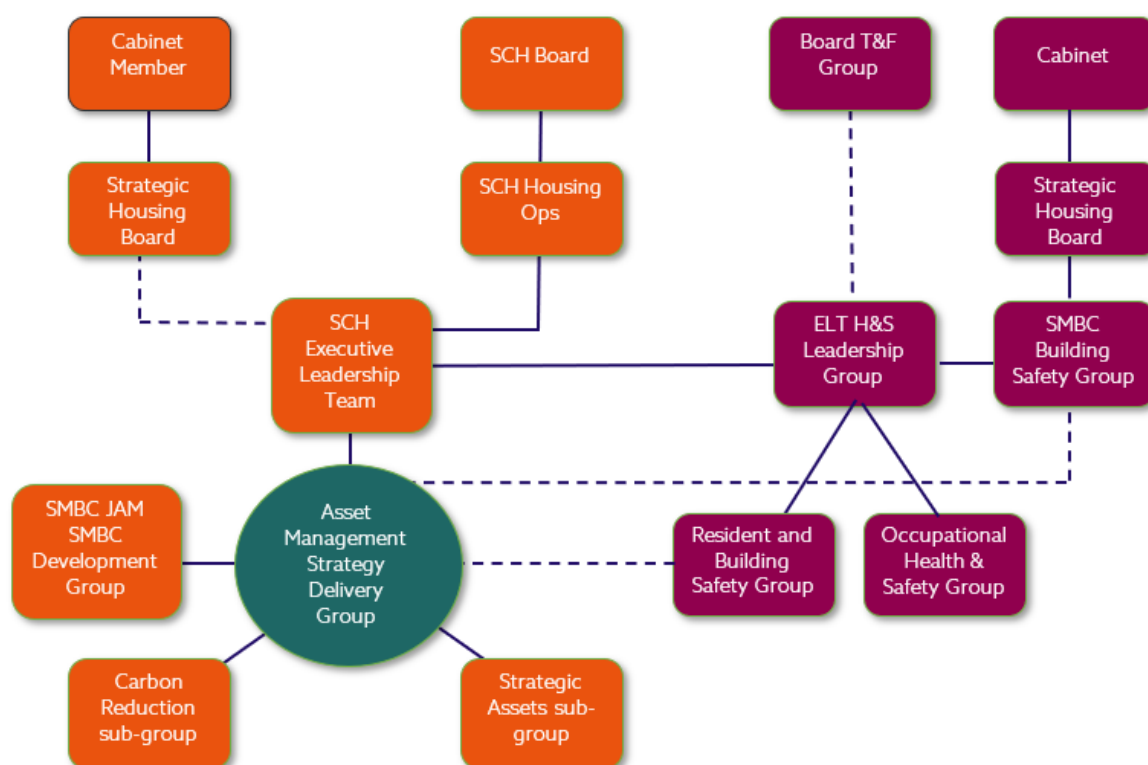 Cabinet
Member
SCH Board
Board T&F
Group
Cabinet
Strategic
Housing
Board
SCH Housing
Ops
Strategic
Housing
Board
SCH
Executive
Leadership
Team
ELT H&S
Leadership
Group
SMBC
Building
Safety Group
SMBC JAM
SMBC
Development
Group
Asset
Management
Strategy
Delivery
Group
Resident and
Building
Safety Group
Occupational
Health &
Safety Group
Carbon
Reduction
sub-group
Strategic
Assets sub-
group